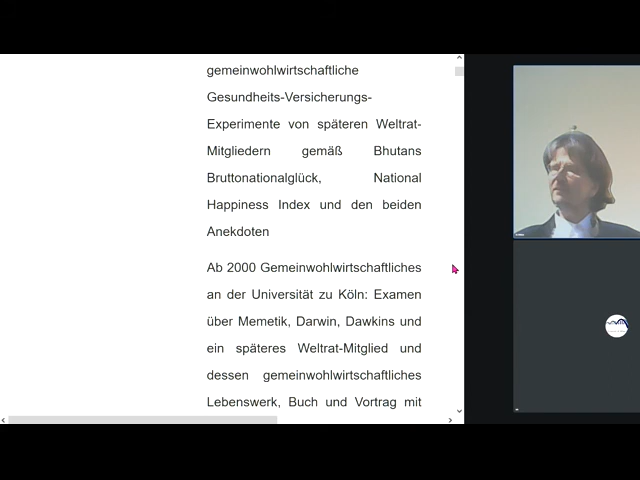 gemeinwohlwirtschaftliche
Gesundheits-Versicherungs-
Experimente von späteren Weltrat-
Mitgliedern gemäß Bhutans
Bruttonationalglück, National
Happiness Index und den beiden
Anekdoten
Ab 2000 Gemeinwohlwirtschaftliches
an der Universität zu Köln: Examen
über Memetik, Darwin, Dawkins und
ein späteres Weltrat-Mitglied und
dessen gemeinwohlwirtschaftliches
Lebenswerk, Buch und Vortrag mit